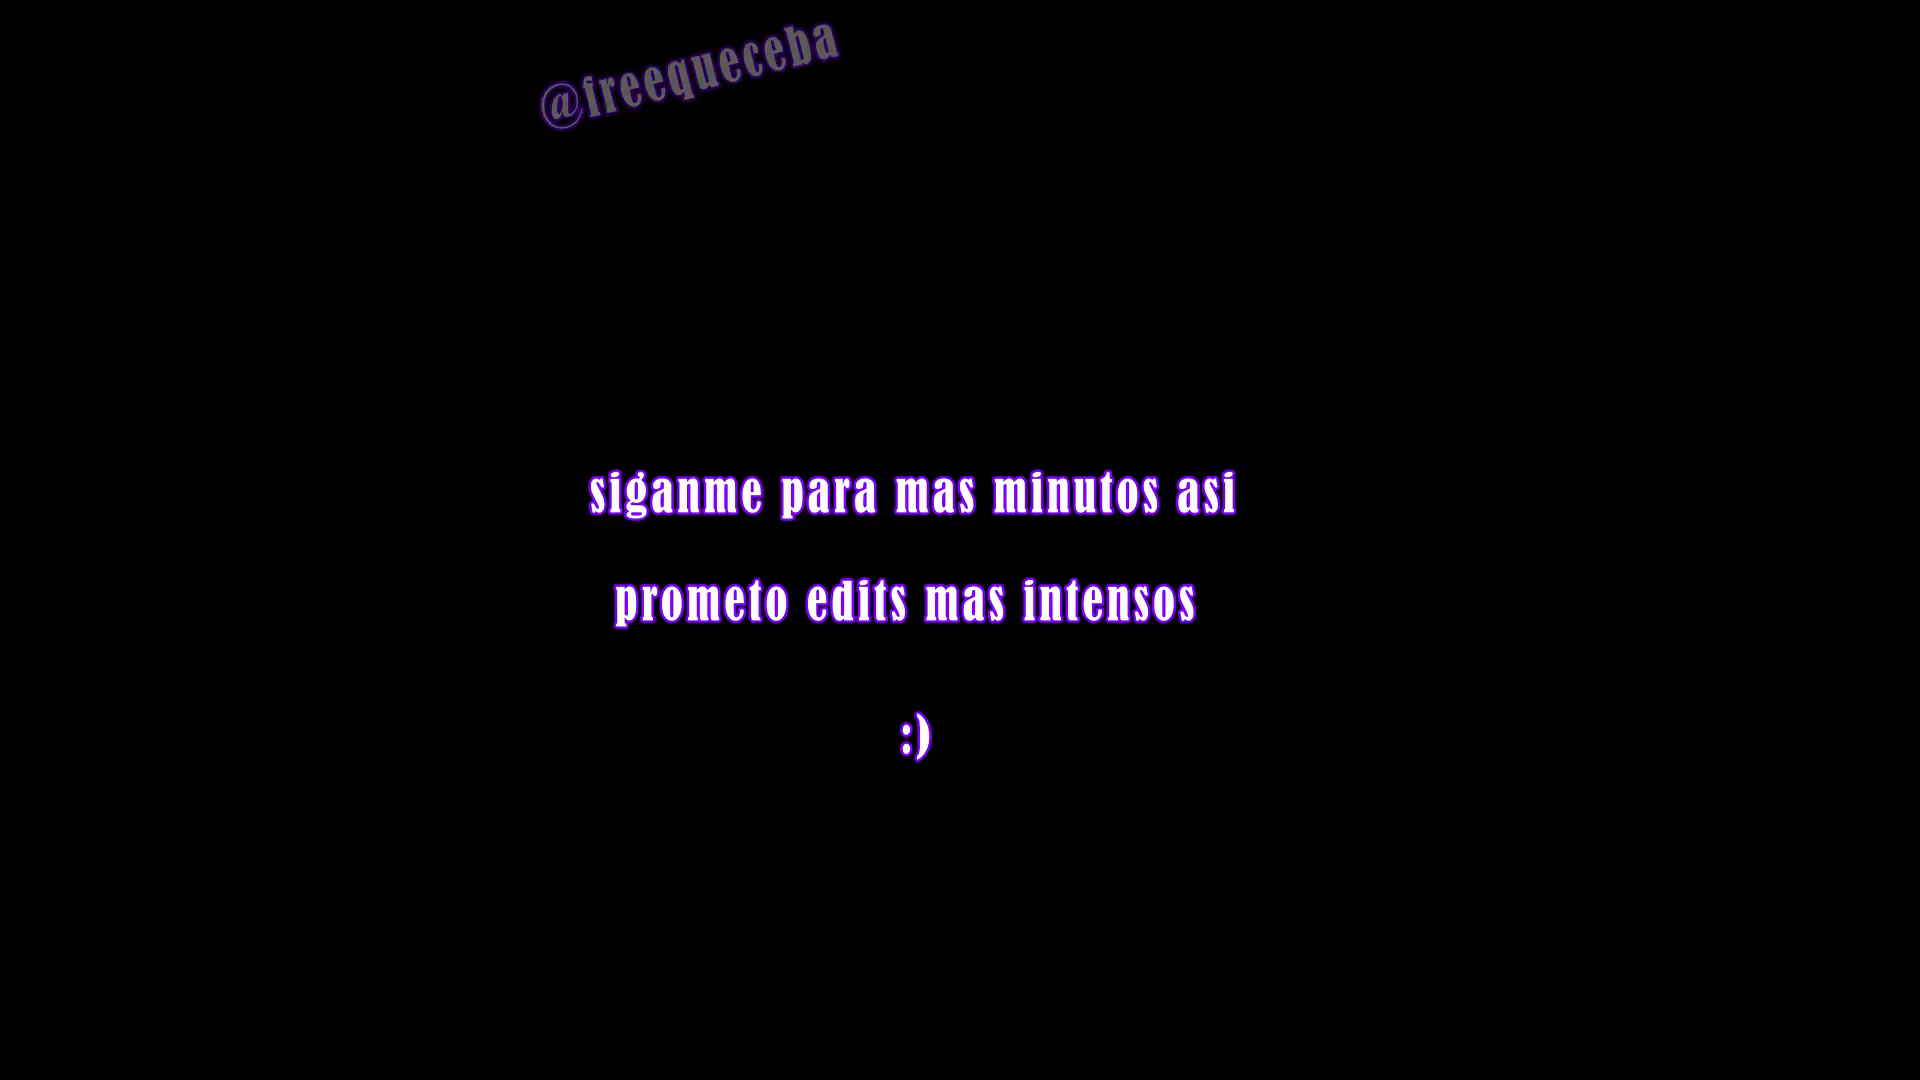 @freequeceba
siganme para mas minutos asi
prometo edits mas intensos
:)